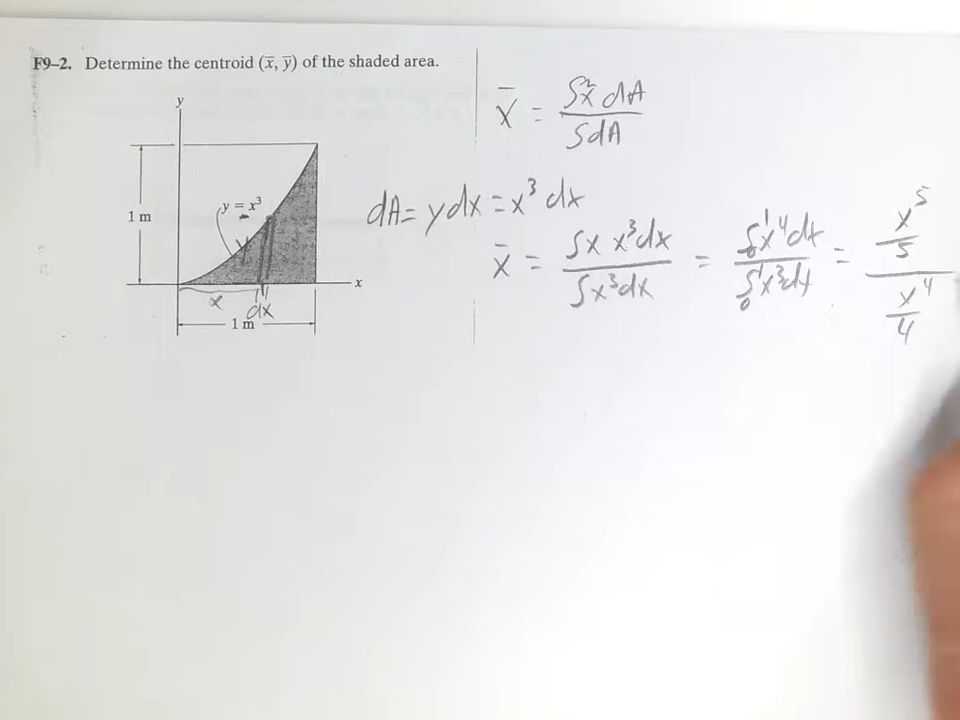 F9–2. Determine the centroid (x̄, ȳ) of the shaded area.
y
1 m
y = x³
y
x
x
dx
1 m
x̄ = ∫x̃ dA / ∫dA
dA = y dx = x³ dx
x̄ = ∫x x³dx / ∫x³dx = ∫₀¹x⁴dx / ∫₀¹x³dx = x⁵/5 / x⁴/4